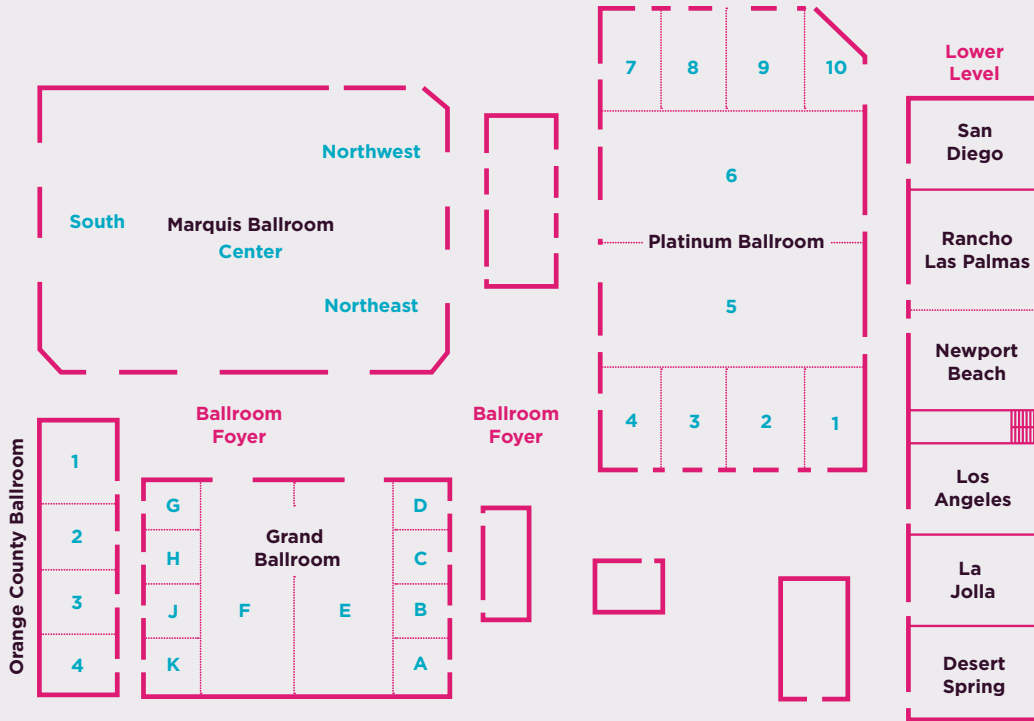 7
8
9
10
Lower
Level
Northwest
South
Marquis Ballroom
Center
Northeast
6
Platinum Ballroom
5
4
3
2
1
San
Diego
Rancho
Las Palmas
Newport
Beach
Los
Angeles
La
Jolla
Desert
Spring
Ballroom
Foyer
Ballroom
Foyer
Orange County Ballroom
1
2
3
4
G
H
J
K
Grand
Ballroom
F
E
D
C
B
A